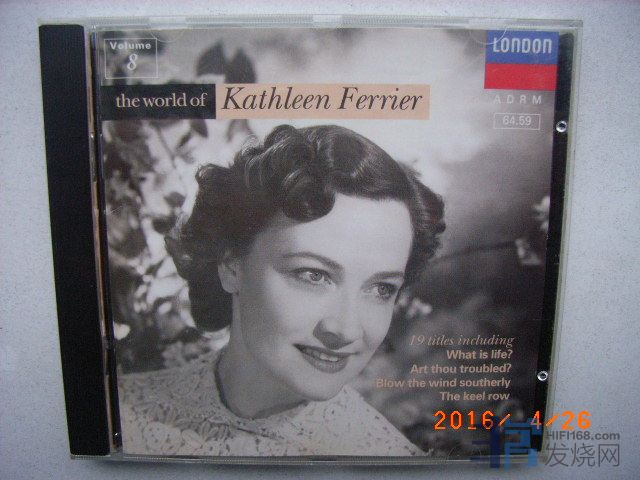 Volume
8
the world of Kathleen Ferrier
LONDON
A D R M
64.59
19 titles including
What is life?
Art thou troubled?
Blow the wind southerly
The keel row
2016/ 4/26
HIFI168.com
发烧网